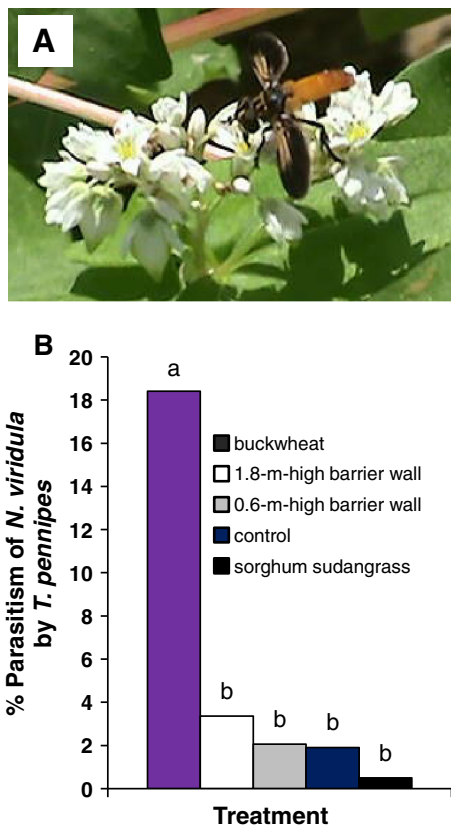 A
B
% Parasitism of N. viridula
by T. pennipes
20
18
16
14
12
10
8
6
4
2
0
a
b
b
b
b
buckwheat
1.8-m-high barrier wall
0.6-m-high barrier wall
control
sorghum sudangrass
Treatment